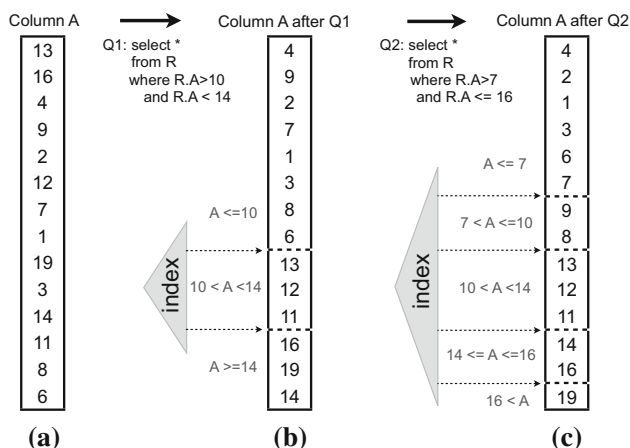 Column A
13
16
4
9
2
12
7
1
19
3
14
11
8
6
(a)
Q1: select *
from R
where R.A>10
and R.A < 14
Column A after Q1
4
9
2
7
1
3
8
6
13
12
11
16
19
14
A <=10
10 < A <14
A >=14
index
(b)
Q2: select *
from R
where R.A>7
and R.A <= 16
Column A after Q2
4
2
1
3
6
7
9
8
13
12
11
14
16
19
A <= 7
7 < A <=10
10 < A <14
14 <= A <=16
16 < A
index
(c)